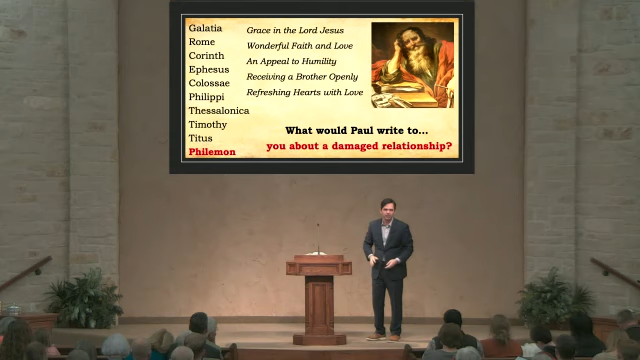 Galatia
Rome
Corinth
Ephesus
Colossae
Philippi
Thessalonica
Timothy
Titus
Philemon
Grace in the Lord Jesus
Wonderful Faith and Love
An Appeal to Humility
Receiving a Brother Openly
Refreshing Hearts with Love
What would Paul write to...
you about a damaged relationship?